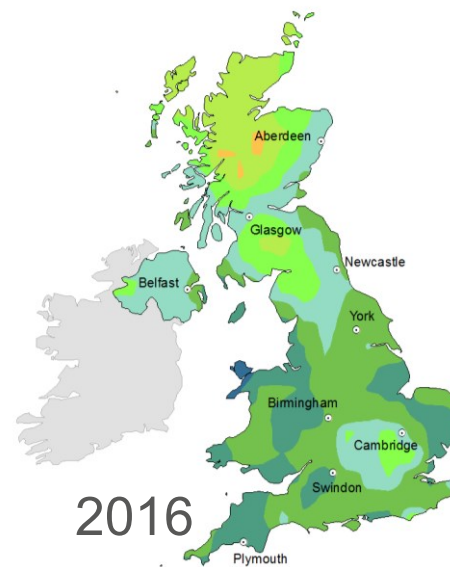 Aberdeen
Glasgow
Newcastle
Belfast
York
Birmingham
Cambridge
Swindon
2016
Plymouth